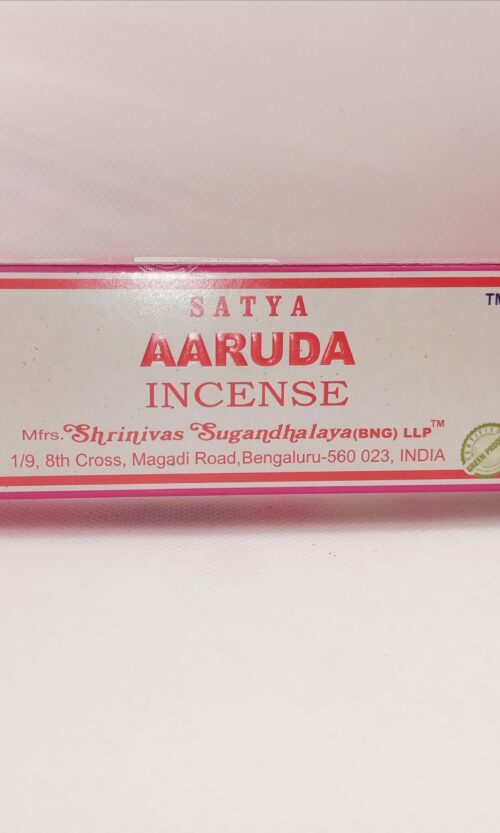 SATYA
TM
AARUDA
INCENSE
Mfrs. Shrinivas Sugandhalaya (BNG) LLP™
1/9, 8th Cross, Magadi Road,Bengaluru-560 023, INDIA